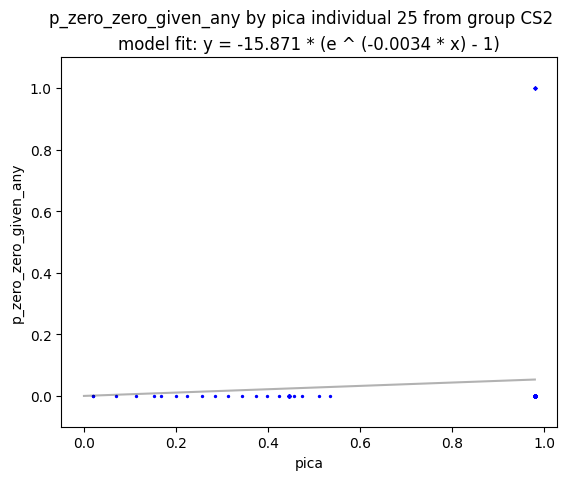 p_zero_zero_given_any by pica individual 25 from group CS2
model fit: y = -15.871 * (e ^ (-0.0034 * x) - 1)
1.0
0.8
0.6
0.4
0.2
0.0
p_zero_zero_given_any
0.0 0.2 0.4 0.6 0.8 1.0
pica